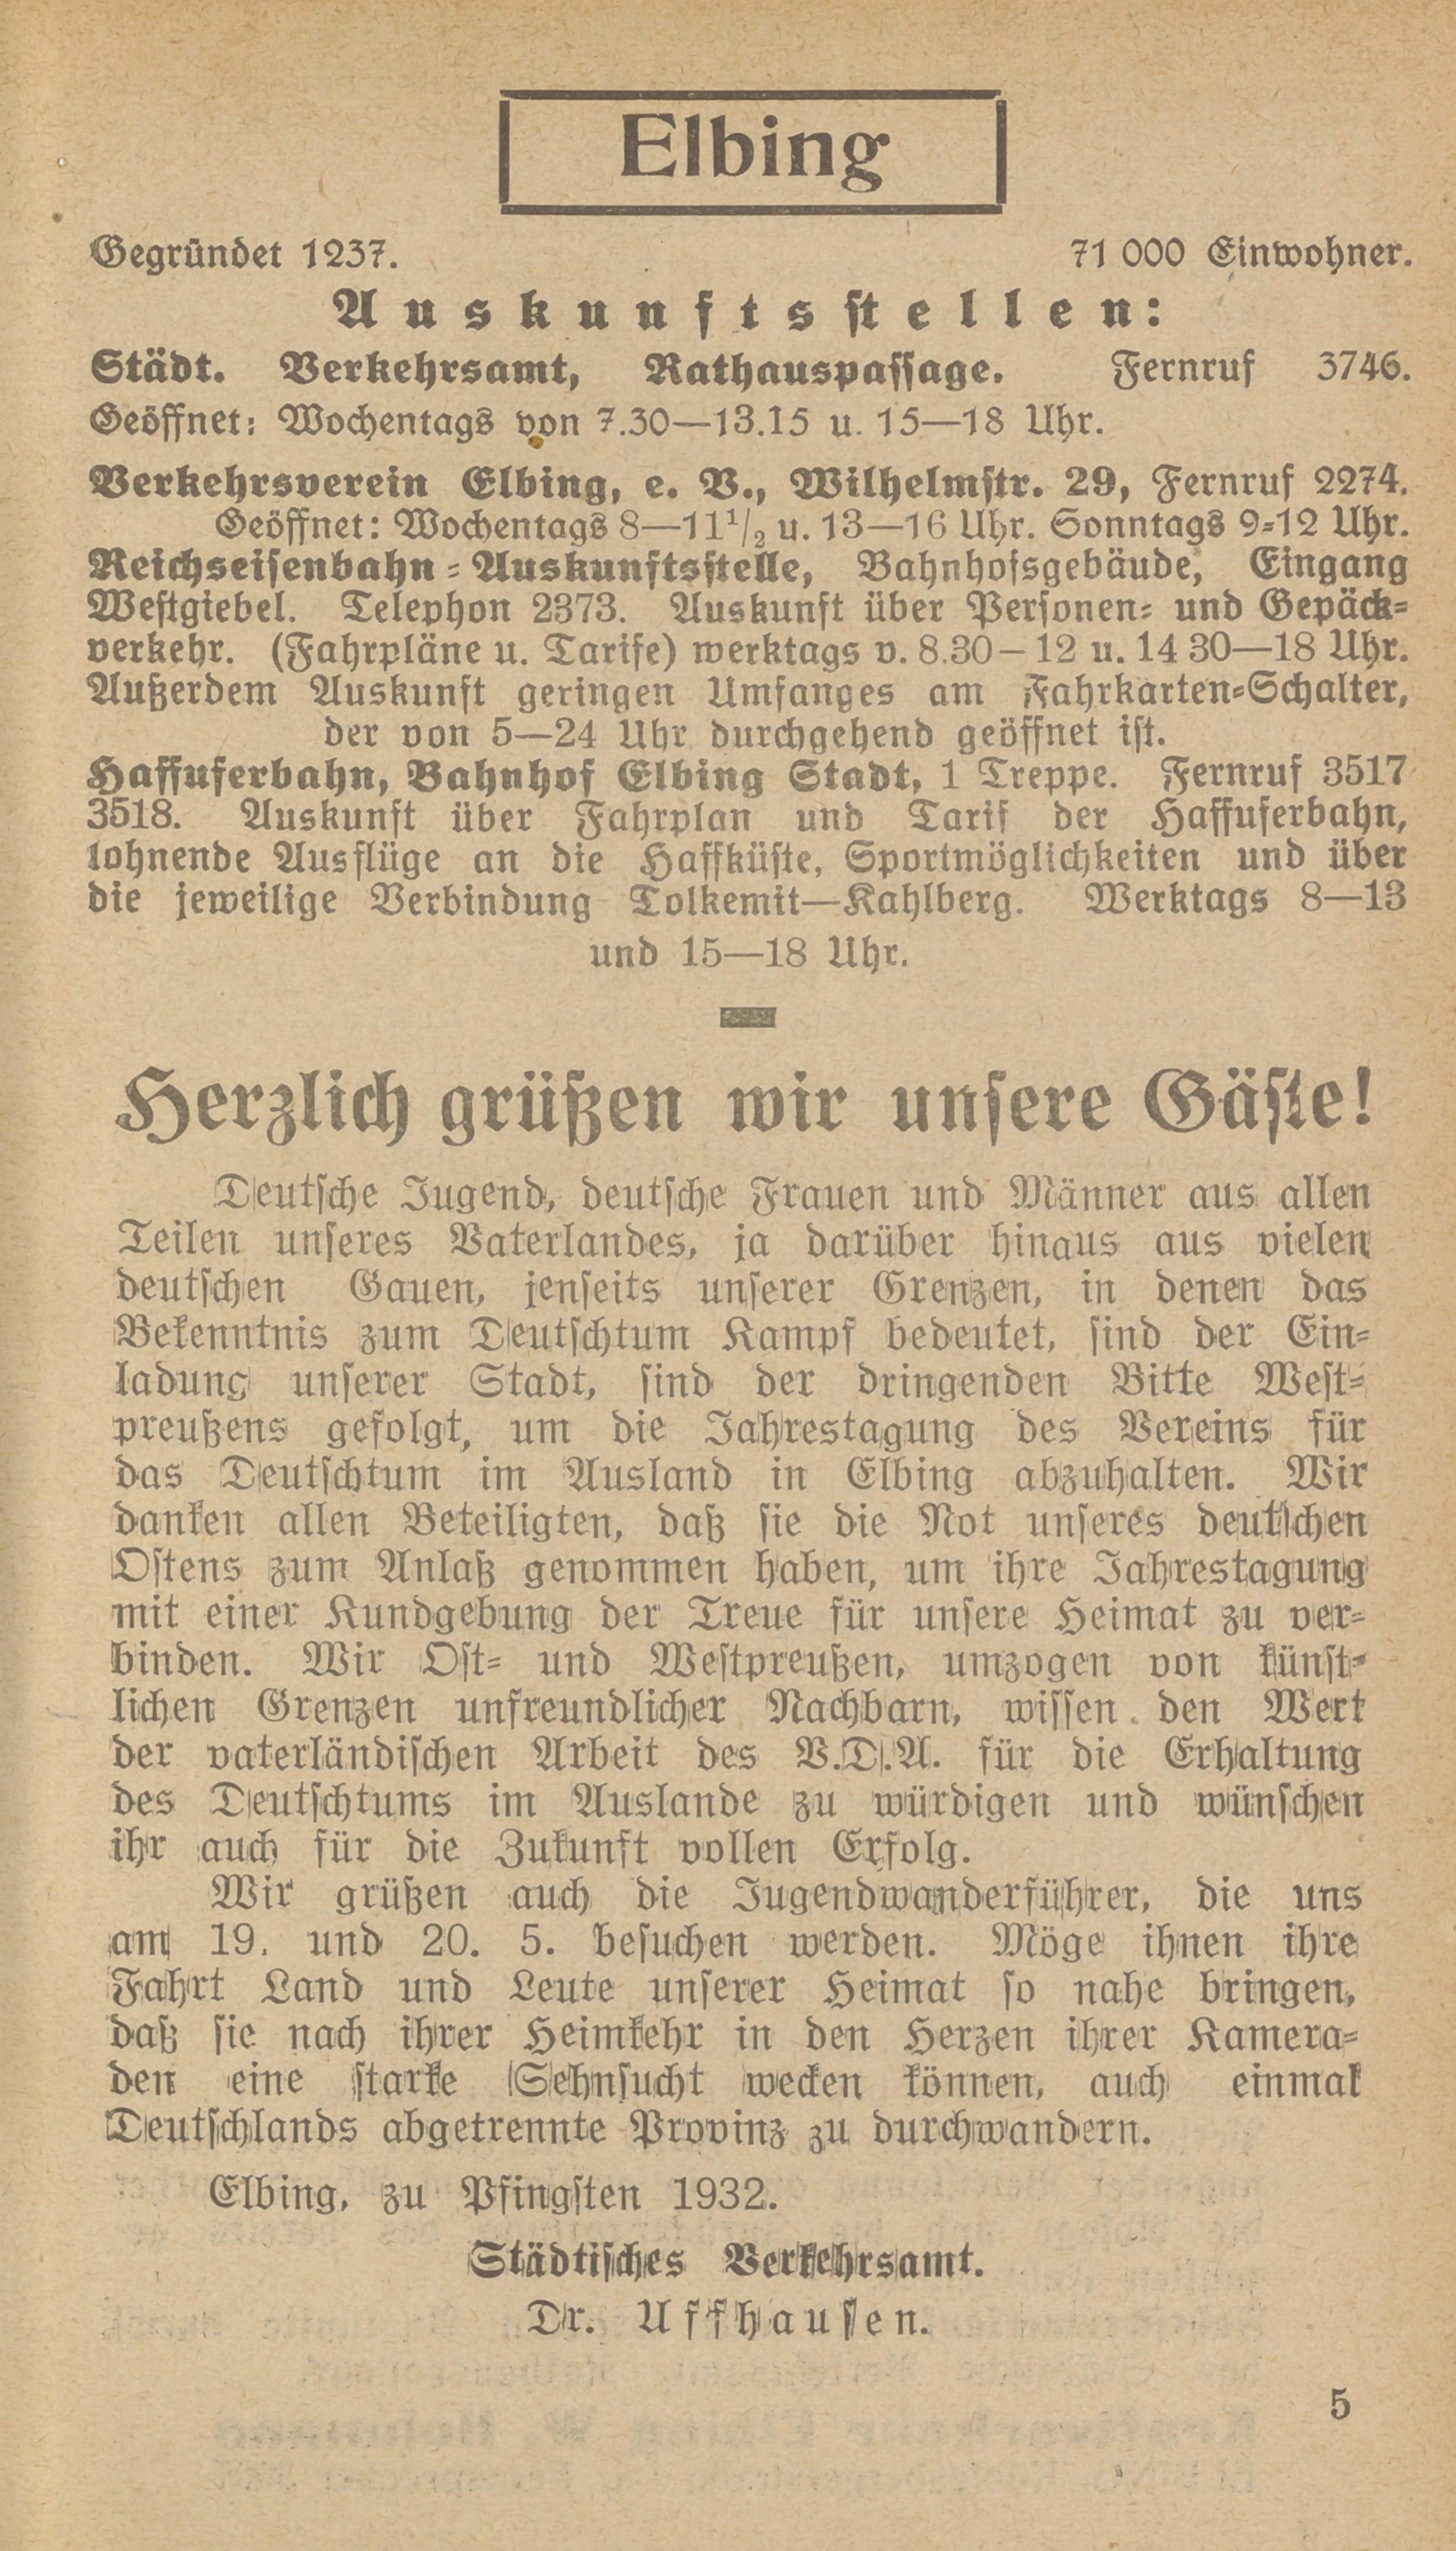 Elbing
Gegründet 1237. 71 000 Einwohner.
Auskunftsstellen:
Städt. Verkehrsamt, Rathauspassage. Fernruf 3746.
Geöffnet: Wochentags von 7.30—13.15 u. 15—18 Uhr.
Verkehrsverein Elbing, e. V., Wilhelmstr. 29, Fernruf 2274.
Geöffnet: Wochentags 8—11½ u. 13—16 Uhr. Sonntags 9-12 Uhr.
Reichseisenbahn-Auskunftsstelle, Bahnhofsgebäude, Eingang
Westgiebel. Telephon 2373. Auskunft über Personen- und Gepäck-
verkehr. (Fahrpläne u. Tarife) werktags v. 8.30—12 u. 14 30—18 Uhr.
Außerdem Auskunft geringen Umfanges am Fahrkarten-Schalter,
der von 5—24 Uhr durchgehend geöffnet ist.
Haffuferbahn, Bahnhof Elbing Stadt, 1 Treppe. Fernruf 3517
3518. Auskunft über Fahrplan und Tarif der Haffuferbahn,
lohnende Ausflüge an die Haffküste, Sportmöglichkeiten und über
die jeweilige Verbindung Tolkemit—Kahlberg. Werktags 8—13
und 15—18 Uhr.
Herzlich grüßen wir unsere Gäste!
Deutsche Jugend, deutsche Frauen und Männer aus allen
Teilen unseres Vaterlandes, ja darüber hinaus aus vielen
deutschen Gauen, jenseits unserer Grenzen, in denen das
Bekenntnis zum Deutschtum Kampf bedeutet, sind der Ein-
ladung unserer Stadt, sind der dringenden Bitte West-
preußens gefolgt, um die Jahrestagung des Vereins für
das Deutschtum im Ausland in Elbing abzuhalten. Wir
danken allen Beteiligten, daß sie die Not unseres deutschen
Ostens zum Anlaß genommen haben, um ihre Jahrestagung
mit einer Kundgebung der Treue für unsere Heimat zu ver-
binden. Wir Ost- und Westpreußen, umzogen von künst-
lichen Grenzen unfreundlicher Nachbarn, wissen den Wert
der vaterländischen Arbeit des V.D.A. für die Erhaltung
des Deutschtums im Auslande zu würdigen und wünschen
ihr auch für die Zukunft vollen Erfolg.
Wir grüßen auch die Jugendwanderführer, die uns
am 19. und 20. 5. besuchen werden. Möge ihnen ihre
Fahrt Land und Leute unserer Heimat so nahe bringen,
daß sie nach ihrer Heimkehr in den Herzen ihrer Kamera-
den eine starke Sehnsucht wecken können, auch einmal
Deutschlands abgetrennte Provinz zu durchwandern.
Elbing, zu Pfingsten 1932.
Städtisches Verkehrsamt.
Dr. Uffhausen.
5